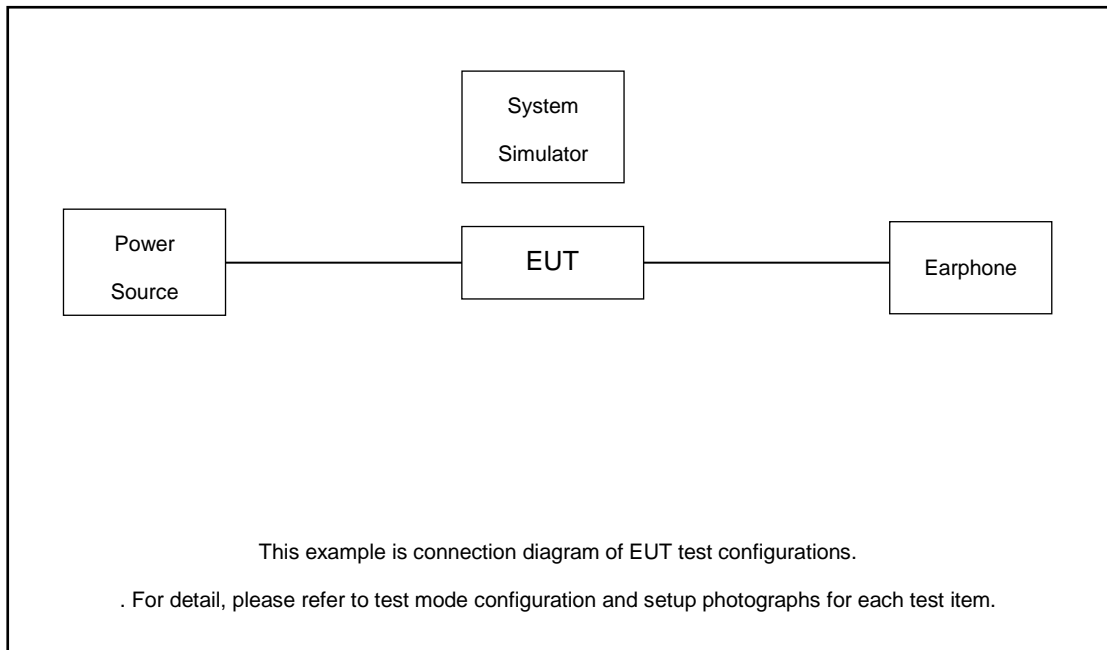 System
Simulator
Power
Source
EUT
Earphone
This example is connection diagram of EUT test configurations.
. For detail, please refer to test mode configuration and setup photographs for each test item.